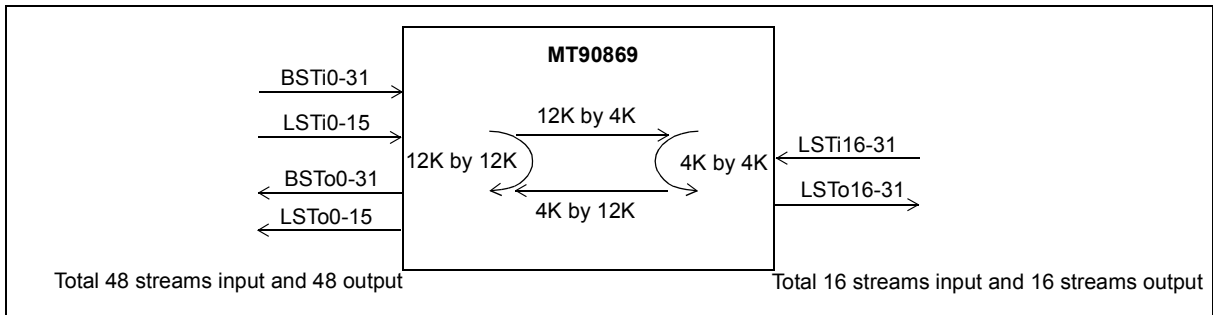 MT90869
BSTi0-31
12K by 4K
LSTi0-15
LSTi16-31
12K by 12K
4K by 4K
BSTo0-31
LSTo16-31
4K by 12K
LSTo0-15
Total 48 streams input and 48 output
Total 16 streams input and 16 streams output